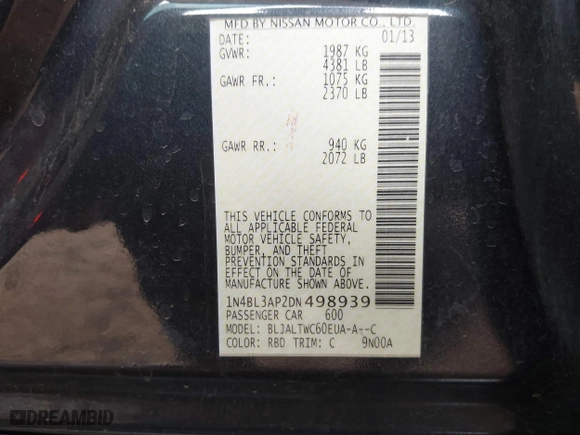 MFD BY NISSAN MOTOR CO., LTD.
DATE: 01/13
GVWR: 1987 KG
4381 LB
GAWR FR.: 1075 KG
2370 LB
GAWR RR.: 940 KG
2072 LB
THIS VEHICLE CONFORMS TO
ALL APPLICABLE FEDERAL
MOTOR VEHICLE SAFETY,
BUMPER, AND THEFT
PREVENTION STANDARDS IN
EFFECT ON THE DATE OF
MANUFACTURE SHOWN ABOVE.
1N4BL3AP2DN498939
PASSENGER CAR 600
MODEL: BLJALTWC60EUA-A--C
COLOR: RBD TRIM: C 9N00A
DREAMBID